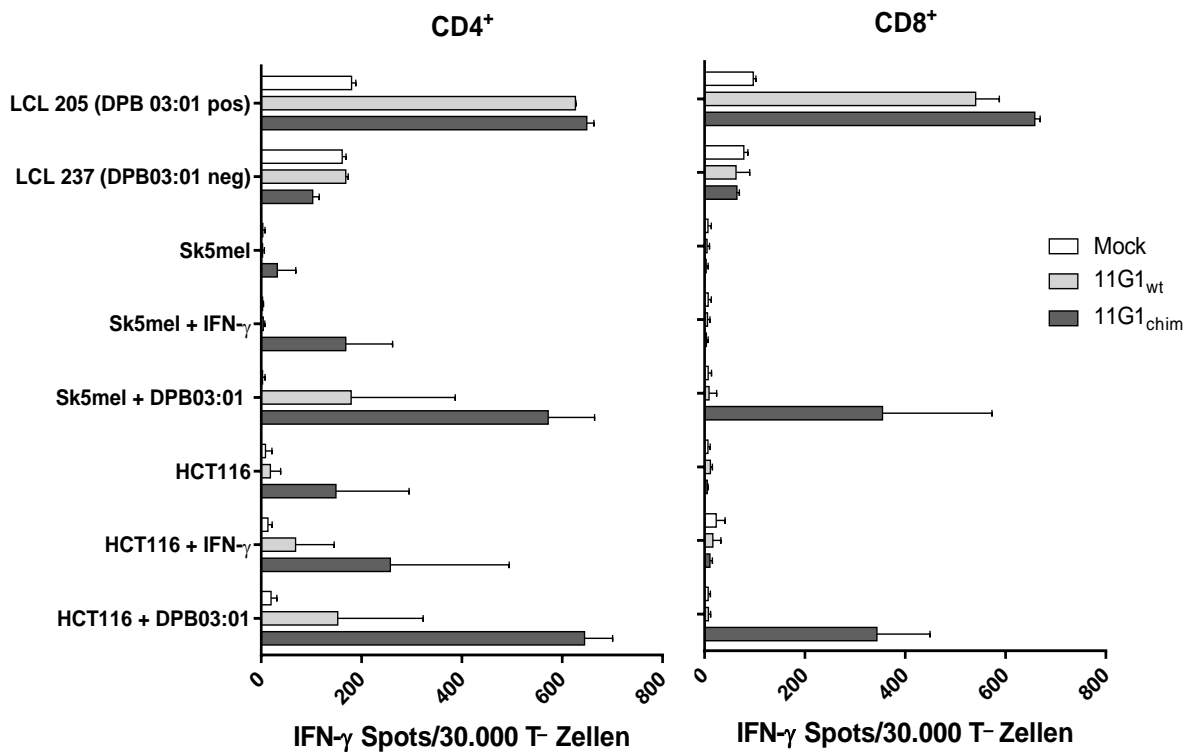 CD4⁺
CD8⁺
LCL 205 (DPB 03:01 pos)
LCL 237 (DPB03:01 neg)
Sk5mel
Sk5mel + IFN-γ
Sk5mel + DPB03:01
HCT116
HCT116 + IFN-γ
HCT116 + DPB03:01
Mock
11G1wt
11G1chim
0 200 400 600 800
0 200 400 600 800
IFN-γ Spots/30.000 T⁻ Zellen
IFN-γ Spots/30.000 T⁻ Zellen